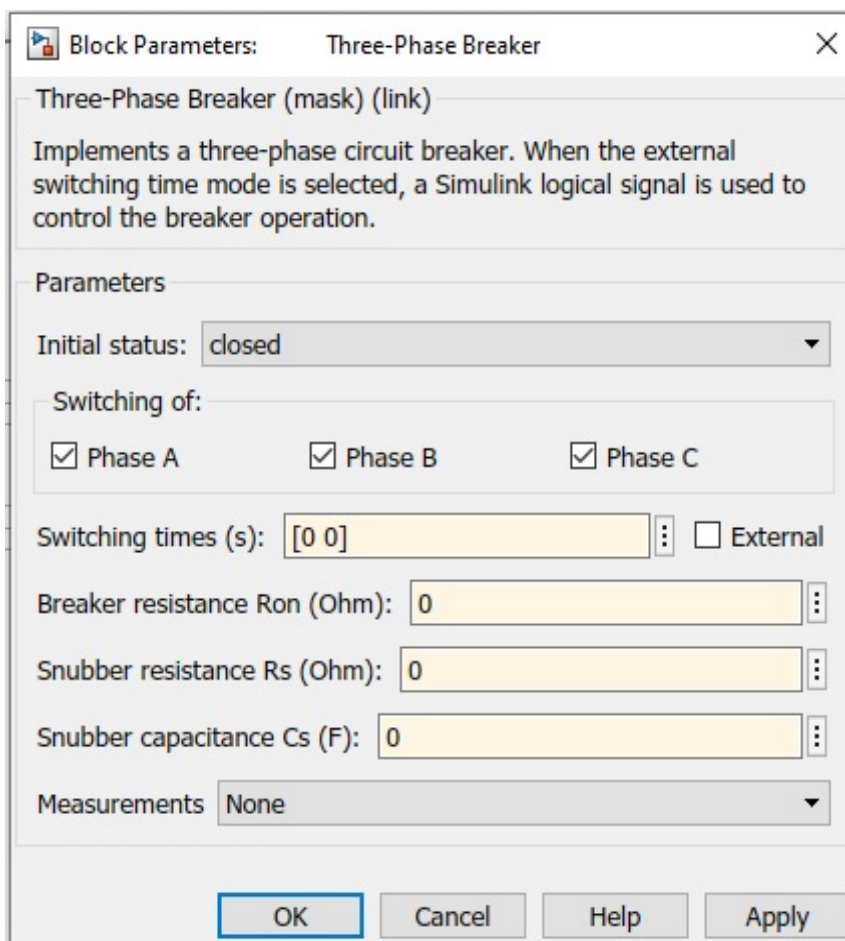 Block Parameters: Three-Phase Breaker
Three-Phase Breaker (mask) (link)
Implements a three-phase circuit breaker. When the external
switching time mode is selected, a Simulink logical signal is used to
control the breaker operation.
Parameters
Initial status: closed
Switching of:
Phase A Phase B Phase C
Switching times (s): [0 0] External
Breaker resistance Ron (Ohm): 0
Snubber resistance Rs (Ohm): 0
Snubber capacitance Cs (F): 0
Measurements None
OK Cancel Help Apply